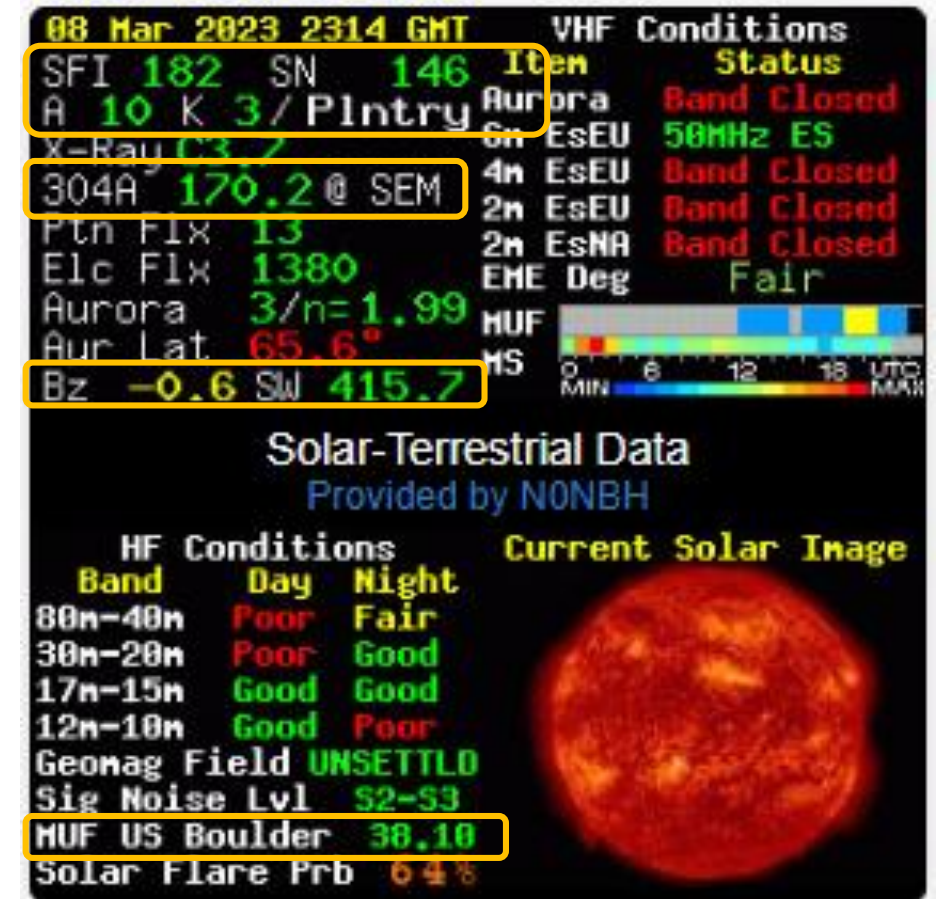 08 Mar 2023 2314 GMT
SFI 182 SN 146
A 10 K 3/Plntry
X-Ray C3.7
304A 170.2 @ SEM
Ptn Flx 13
Elc Flx 1380
Aurora 3/n=1.99
Aur Lat 65.6°
Bz -0.6 SW 415.7
VHF Conditions
Item Status
Aurora Band Closed
6m EsEU 50MHz ES
4m EsEU Band Closed
2m EsEU Band Closed
2m EsNA Band Closed
EME Deg Fair
MUF
MS
0 6 12 18 UTC
MIN MAX
Solar-Terrestrial Data
Provided by N0NBH
HF Conditions
Band Day Night
80m-40m Poor Fair
30m-20m Poor Good
17m-15m Good Good
12m-10m Good Poor
Geomag Field UNSETTLD
Sig Noise Lvl S2-S3
MUF US Boulder 38.10
Solar Flare Prb 64%
Current Solar Image